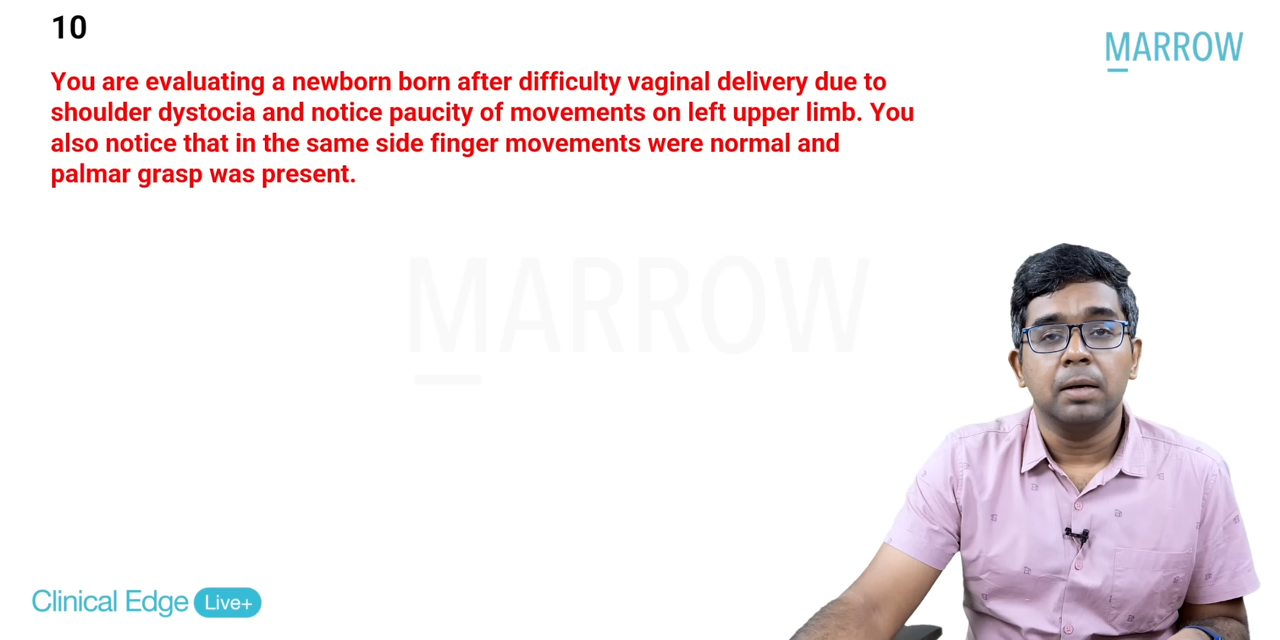 10
MARROW
You are evaluating a newborn born after difficulty vaginal delivery due to
shoulder dystocia and notice paucity of movements on left upper limb. You
also notice that in the same side finger movements were normal and
palmar grasp was present.
MARROW
Clinical Edge Live+